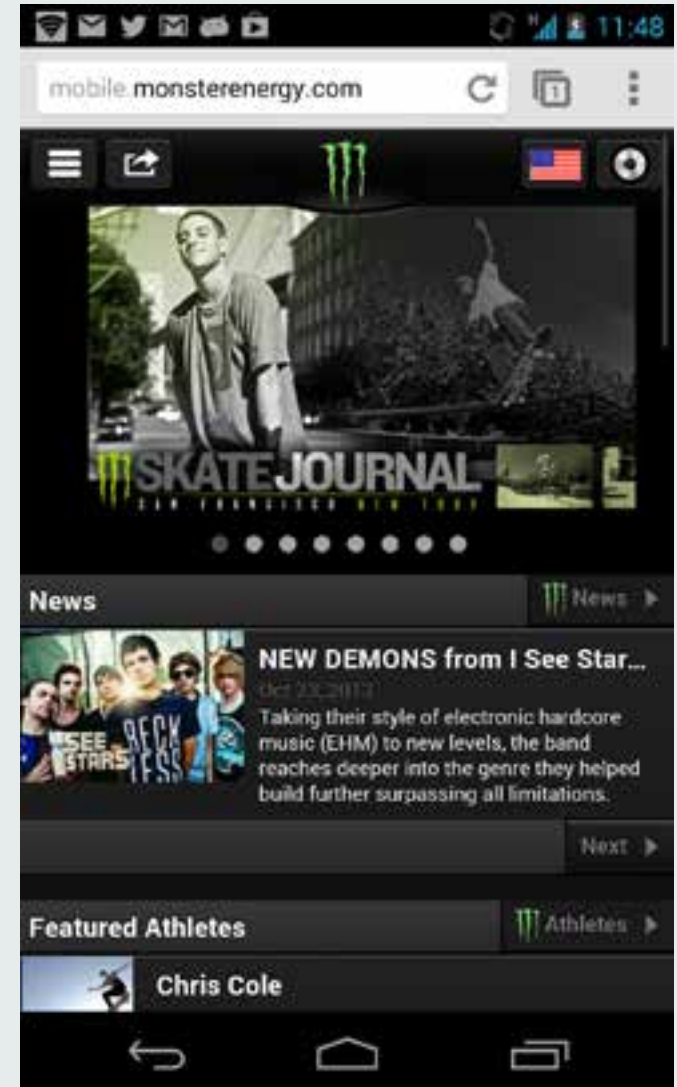 11:48
mobile.monsterenergy.com
1
SKATEJOURNAL
SAN FRANCISCO NEW YORK
News
News
NEW DEMONS from I See Star...
Oct 23, 2013
Taking their style of electronic hardcore
music (EHM) to new levels, the band
reaches deeper into the genre they helped
build further surpassing all limitations.
SEE
STARS
RECK
LESS
Next
Featured Athletes
Athletes
Chris Cole